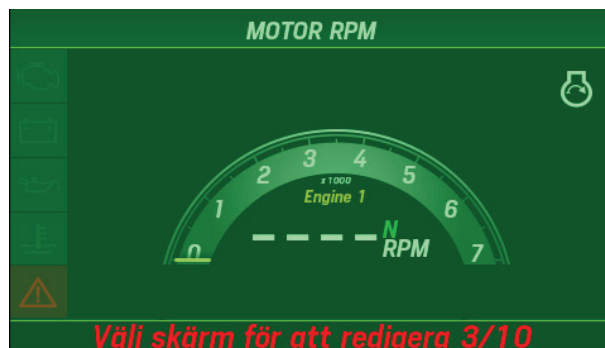 MOTOR RPM
3 4
2 5
x 1000
Engine 1
1 6
N
– – – – RPM
0 7
Välj skärm för att redigera 3/10